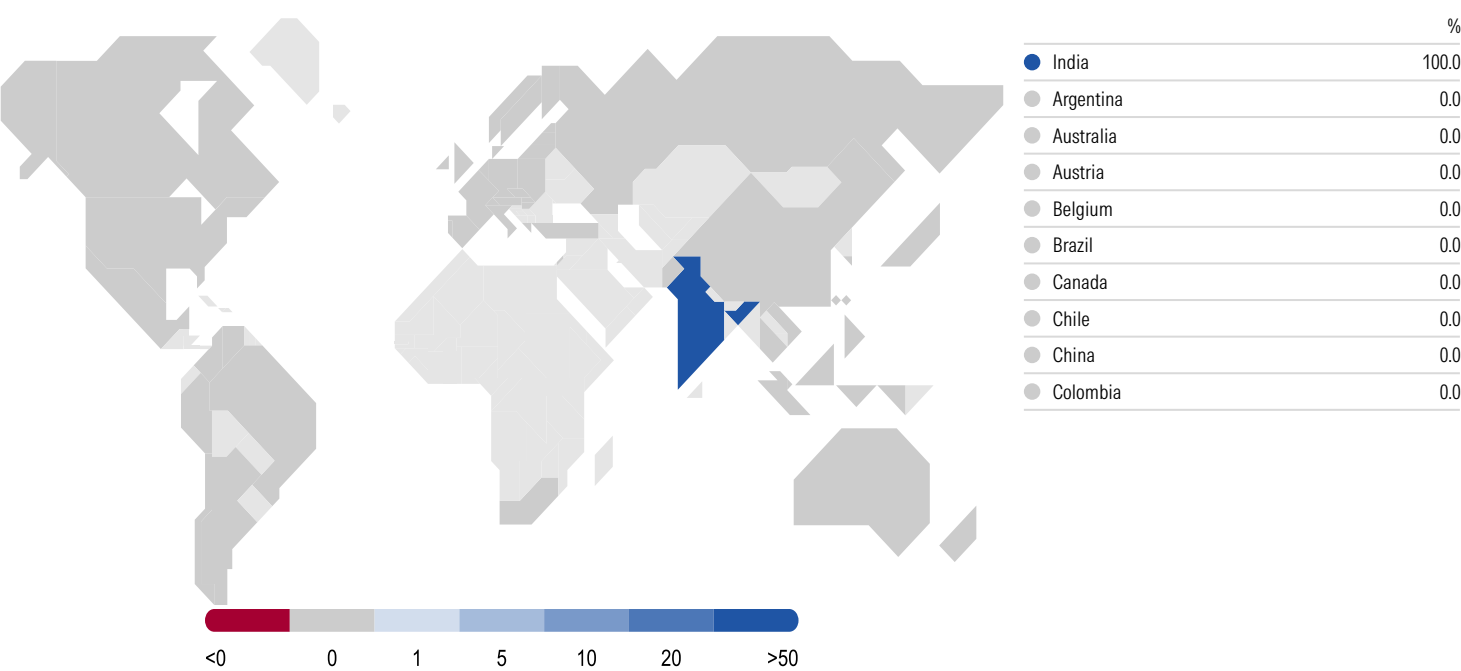 %
India 100.0
Argentina 0.0
Australia 0.0
Austria 0.0
Belgium 0.0
Brazil 0.0
Canada 0.0
Chile 0.0
China 0.0
Colombia 0.0
<0 0 1 5 10 20 >50